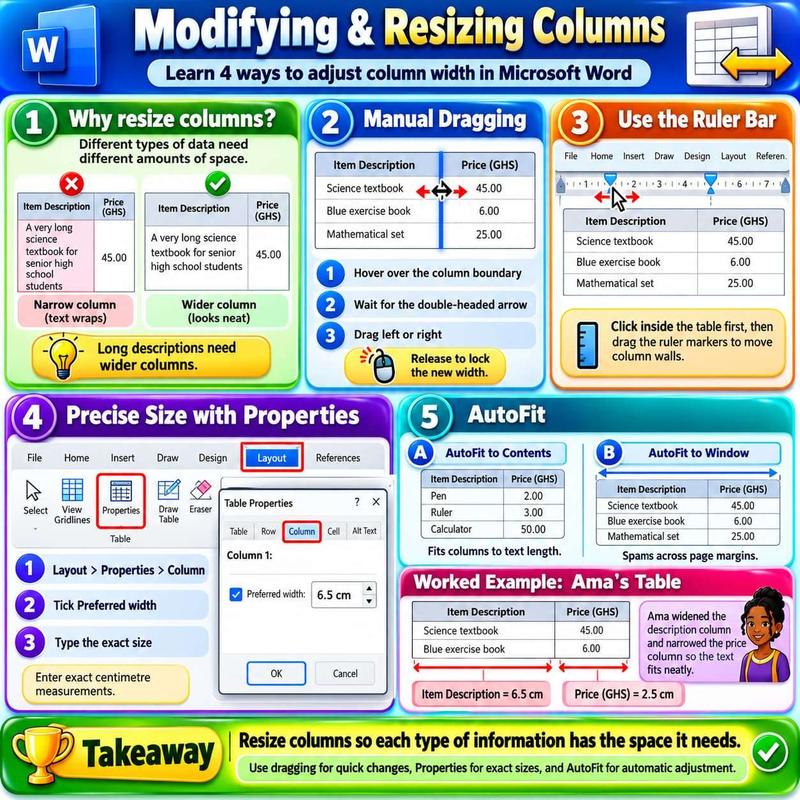 W
Modifying & Resizing Columns
Learn 4 ways to adjust column width in Microsoft Word
1 Why resize columns?
Different types of data need
different amounts of space.
Item Description Price (GHS)
A very long
science
textbook for
senior high
school
students
45.00
Narrow column
(text wraps)
Item Description Price (GHS)
A very long science
textbook for senior
high school students
45.00
Wider column
(looks neat)
Long descriptions need
wider columns.
2 Manual Dragging
Item Description Price (GHS)
Science textbook 45.00
Blue exercise book 6.00
Mathematical set 25.00
1 Hover over the column boundary
2 Wait for the double-headed arrow
3 Drag left or right
Release to lock
the new width.
3 Use the Ruler Bar
File Home Insert Draw Design Layout Referen.
1 2 3 4 6 7
Item Description Price (GHS)
Science textbook 45.00
Blue exercise book 6.00
Mathematical set 25.00
Click inside the table first, then
drag the ruler markers to move
column walls.
4 Precise Size with Properties
File Home Insert Draw Design Layout References
Select View Gridlines Properties Draw Table Eraser
Table
Table Properties ? ×
Table Row Column Cell Alt Text
Column 1:
Preferred width: 6.5 cm
OK Cancel
1 Layout > Properties > Column
2 Tick Preferred width
3 Type the exact size
Enter exact centimetre
measurements.
5 AutoFit
A AutoFit to Contents
Item Description Price (GHS)
Pen 2.00
Ruler 3.00
Calculator 50.00
Fits columns to text length.
B AutoFit to Window
Item Description Price (GHS)
Science textbook 45.00
Blue exercise book 6.00
Mathematical set 25.00
Spams across page margins.
Worked Example: Ama's Table
Item Description Price (GHS)
Science textbook 45.00
Blue exercise book 6.00
Item Description = 6.5 cm Price (GHS) = 2.5 cm
Ama widened the
description column
and narrowed the price
column so the text
fits neatly.
Takeaway
Resize columns so each type of information has the space it needs.
Use dragging for quick changes, Properties for exact sizes, and AutoFit for automatic adjustment.